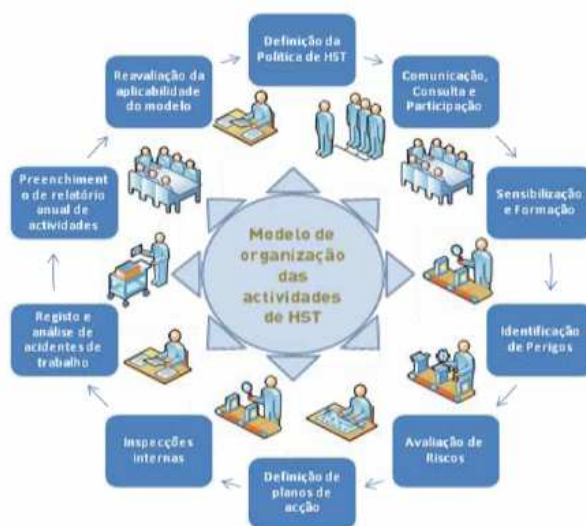 Definição da
Política de HST
Comunicação,
Consulta e
Participação
Sensibilização
e Formação
Identificação
de Perigos
Avaliação de
Riscos
Definição de
planos de
acção
Inspecções
internas
Registo e
análise de
acidentes de
trabalho
Preenchiment
o de relatório
anual de
actividades
Reavaliação da
aplicabilidade
do modelo
Modelo de
organização
das
actividades
de HST